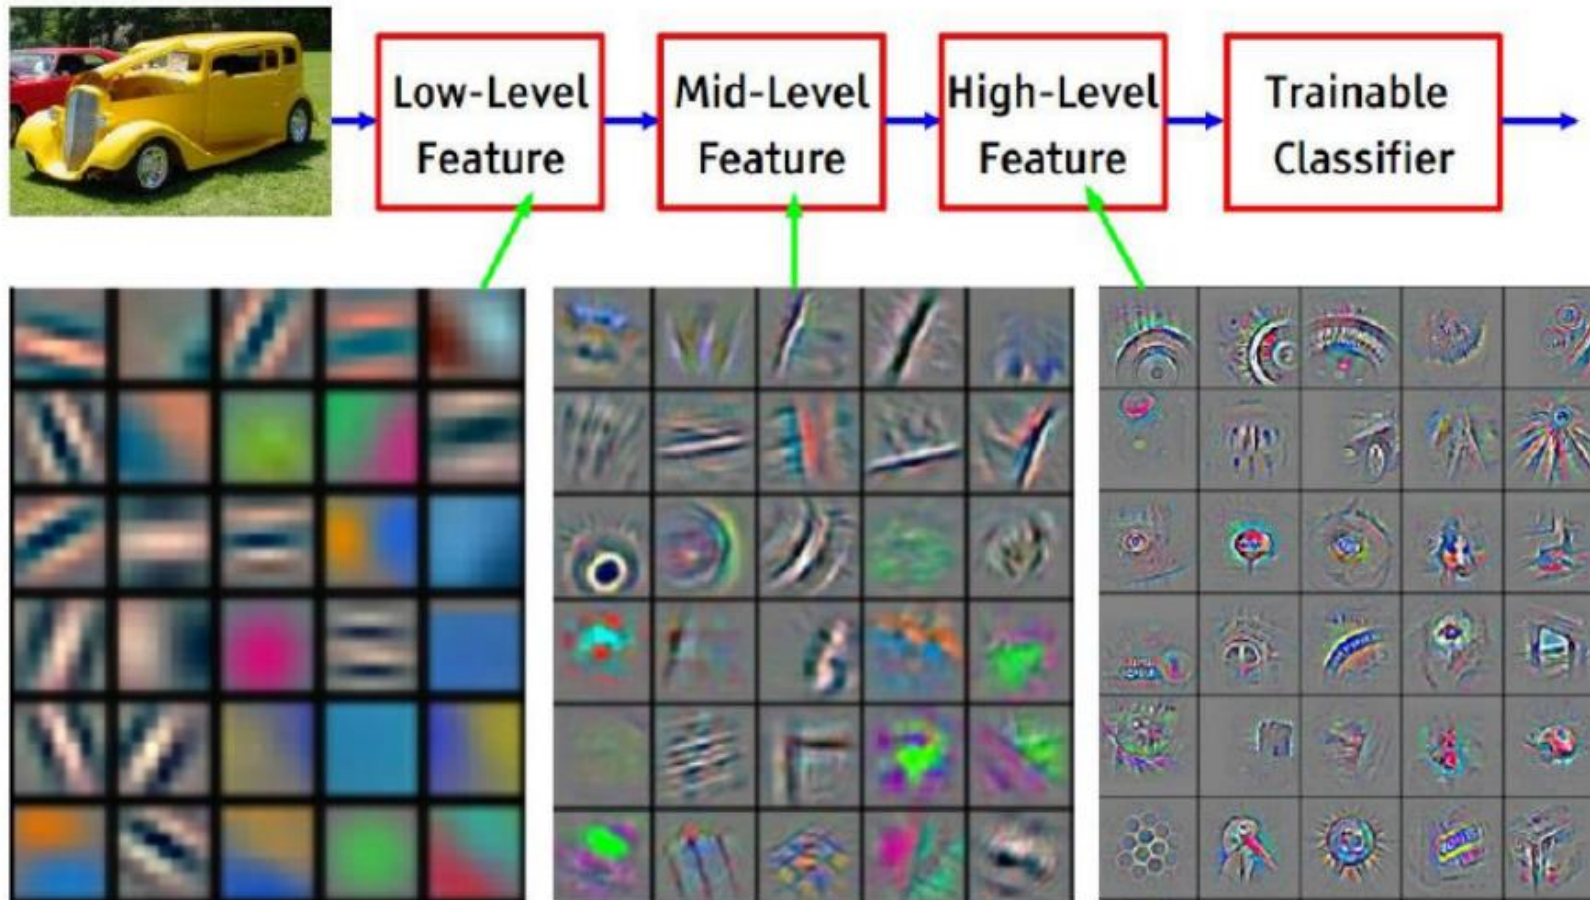 Low-Level
Feature
Mid-Level
Feature
High-Level
Feature
Trainable
Classifier